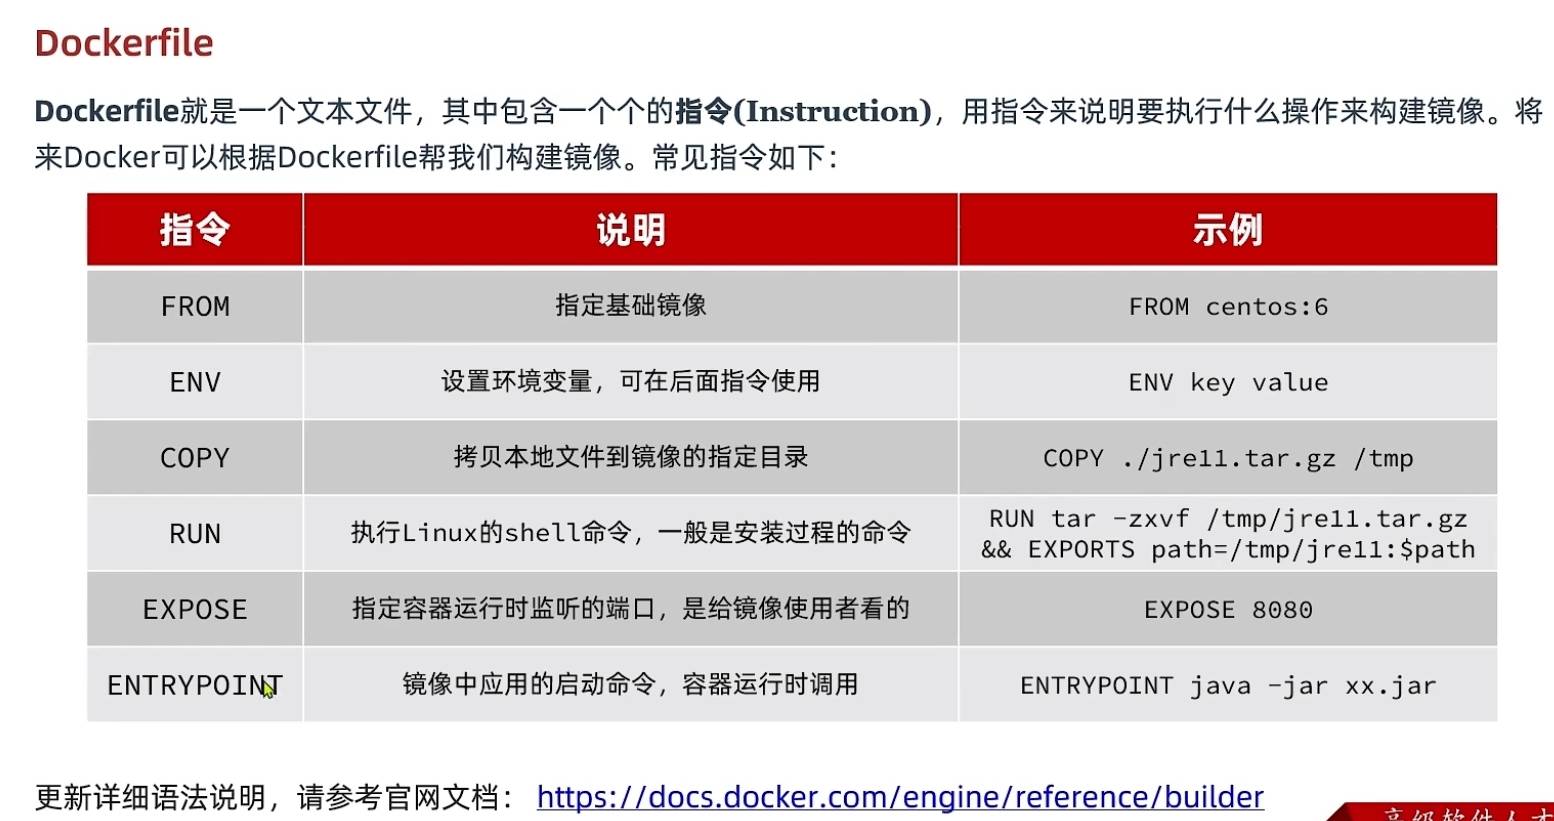 Dockerfile
Dockerfile就是一个文本文件，其中包含一个个的指令(Instruction)，用指令来说明要执行什么操作来构建镜像。将
来Docker可以根据Dockerfile帮我们构建镜像。常见指令如下：
指令 说明 示例
FROM 指定基础镜像 FROM centos:6
ENV 设置环境变量，可在后面指令使用 ENV key value
COPY 拷贝本地文件到镜像的指定目录 COPY ./jre11.tar.gz /tmp
RUN 执行Linux的shell命令，一般是安装过程的命令 RUN tar -zxvf /tmp/jre11.tar.gz
&& EXPORTS path=/tmp/jre11:$path
EXPOSE 指定容器运行时监听的端口，是给镜像使用者看的 EXPOSE 8080
ENTRYPOINT 镜像中应用的启动命令，容器运行时调用 ENTRYPOINT java -jar xx.jar
更新详细语法说明，请参考官网文档： https://docs.docker.com/engine/reference/builder
高级软件人才